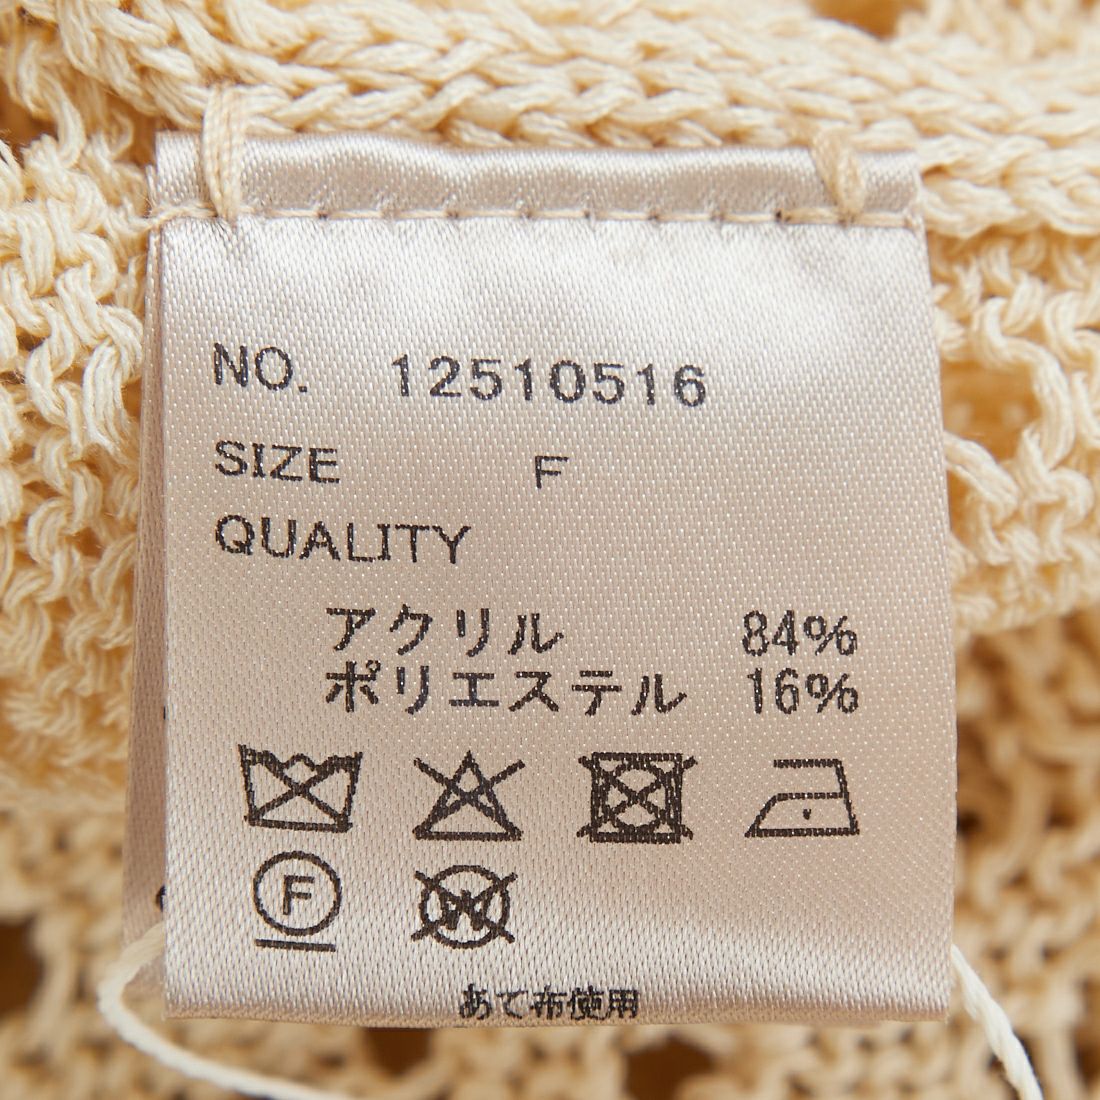 NO. 12510516
SIZE F
QUALITY
アクリル 84%
ポリエステル 16%
F
W
あて布使用